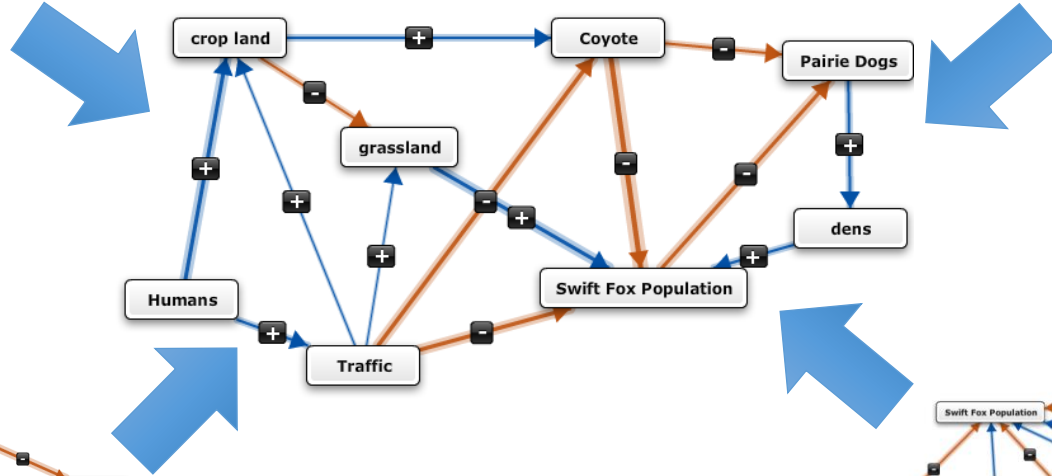 crop land
+
Coyote
-
Pairie Dogs
-
grassland
+
-
+
-
-
+
+
-
+
dens
+
Swift Fox Population
Humans
+
-
Traffic
Swift Fox Population
-
-
-